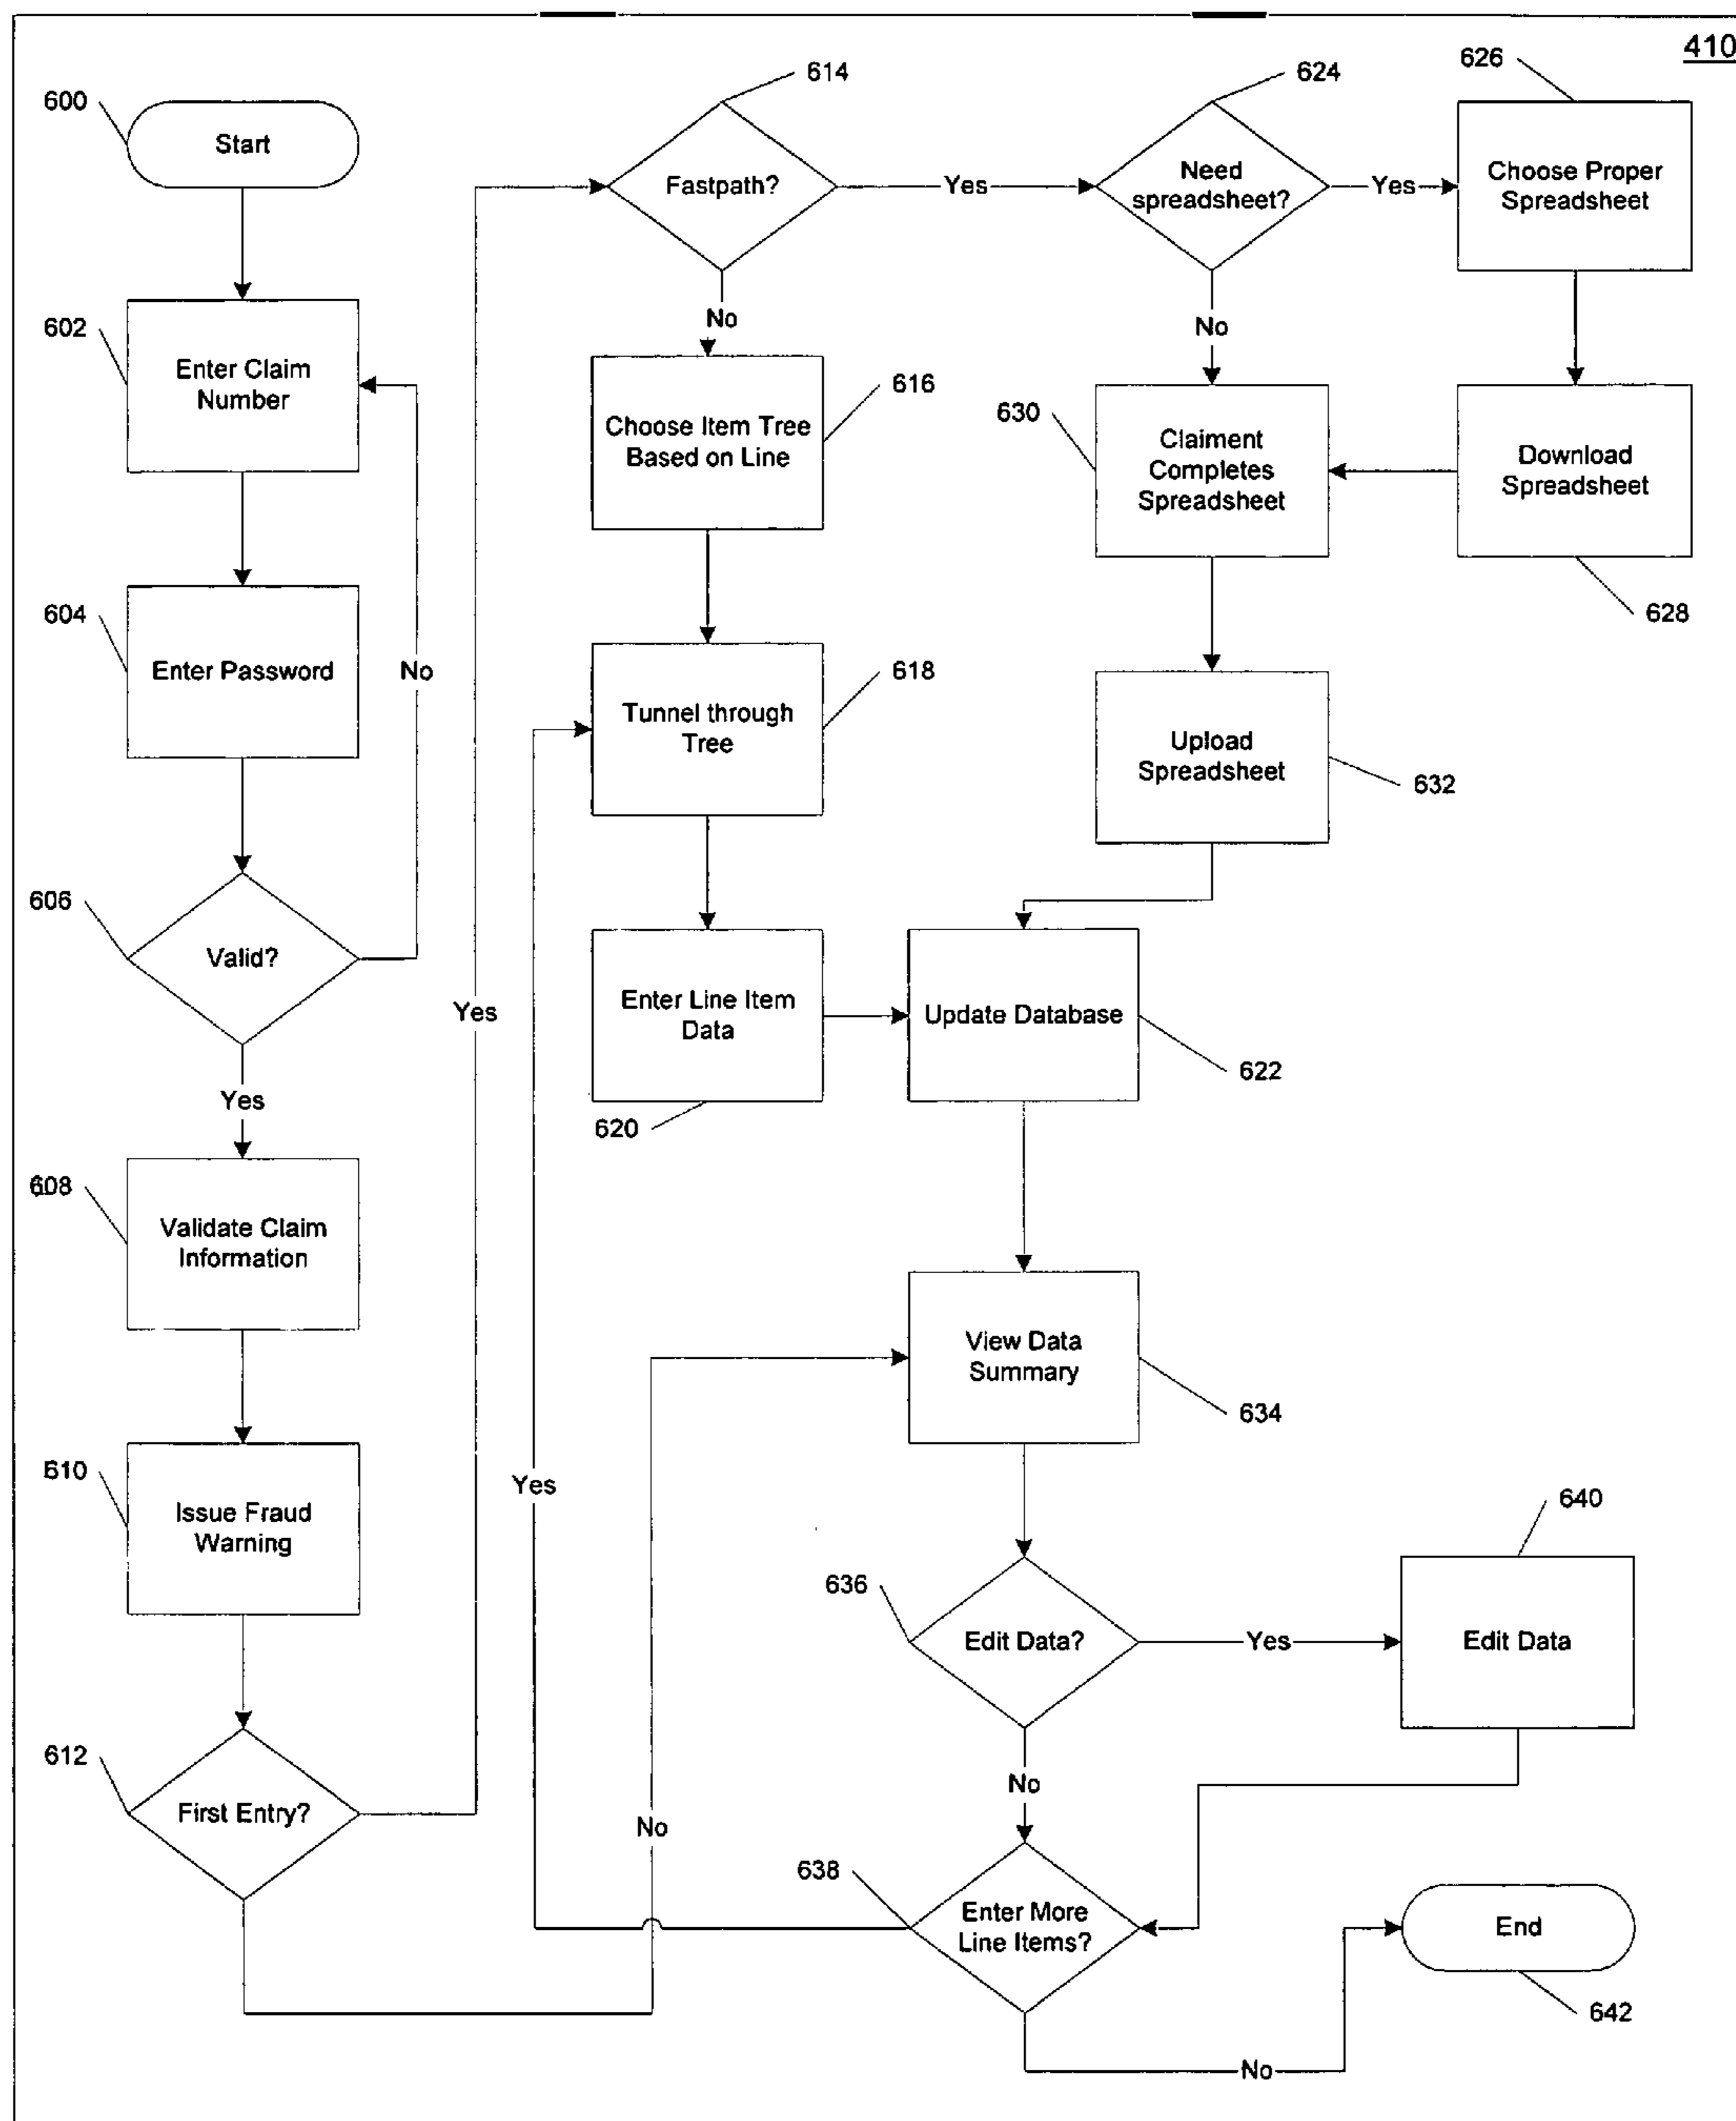 410
600
Start
602
Enter Claim
Number
604
Enter Password
No
606
Valid?
Yes
608
Validate Claim
Information
610
Issue Fraud
Warning
612
First Entry?
Yes
614
Fastpath?
Yes
No
616
Choose Item Tree
Based on Line
618
Tunnel through
Tree
Enter Line Item
Data
620
624
Need
spreadsheet?
Yes
No
626
Choose Proper
Spreadsheet
Download
Spreadsheet
628
630
Claiment
Completes
Spreadsheet
Upload
Spreadsheet
632
Update Database
622
View Data
Summary
634
Yes
No
636
Edit Data?
Yes
No
640
Edit Data
638
Enter More
Line Items?
No
End
642